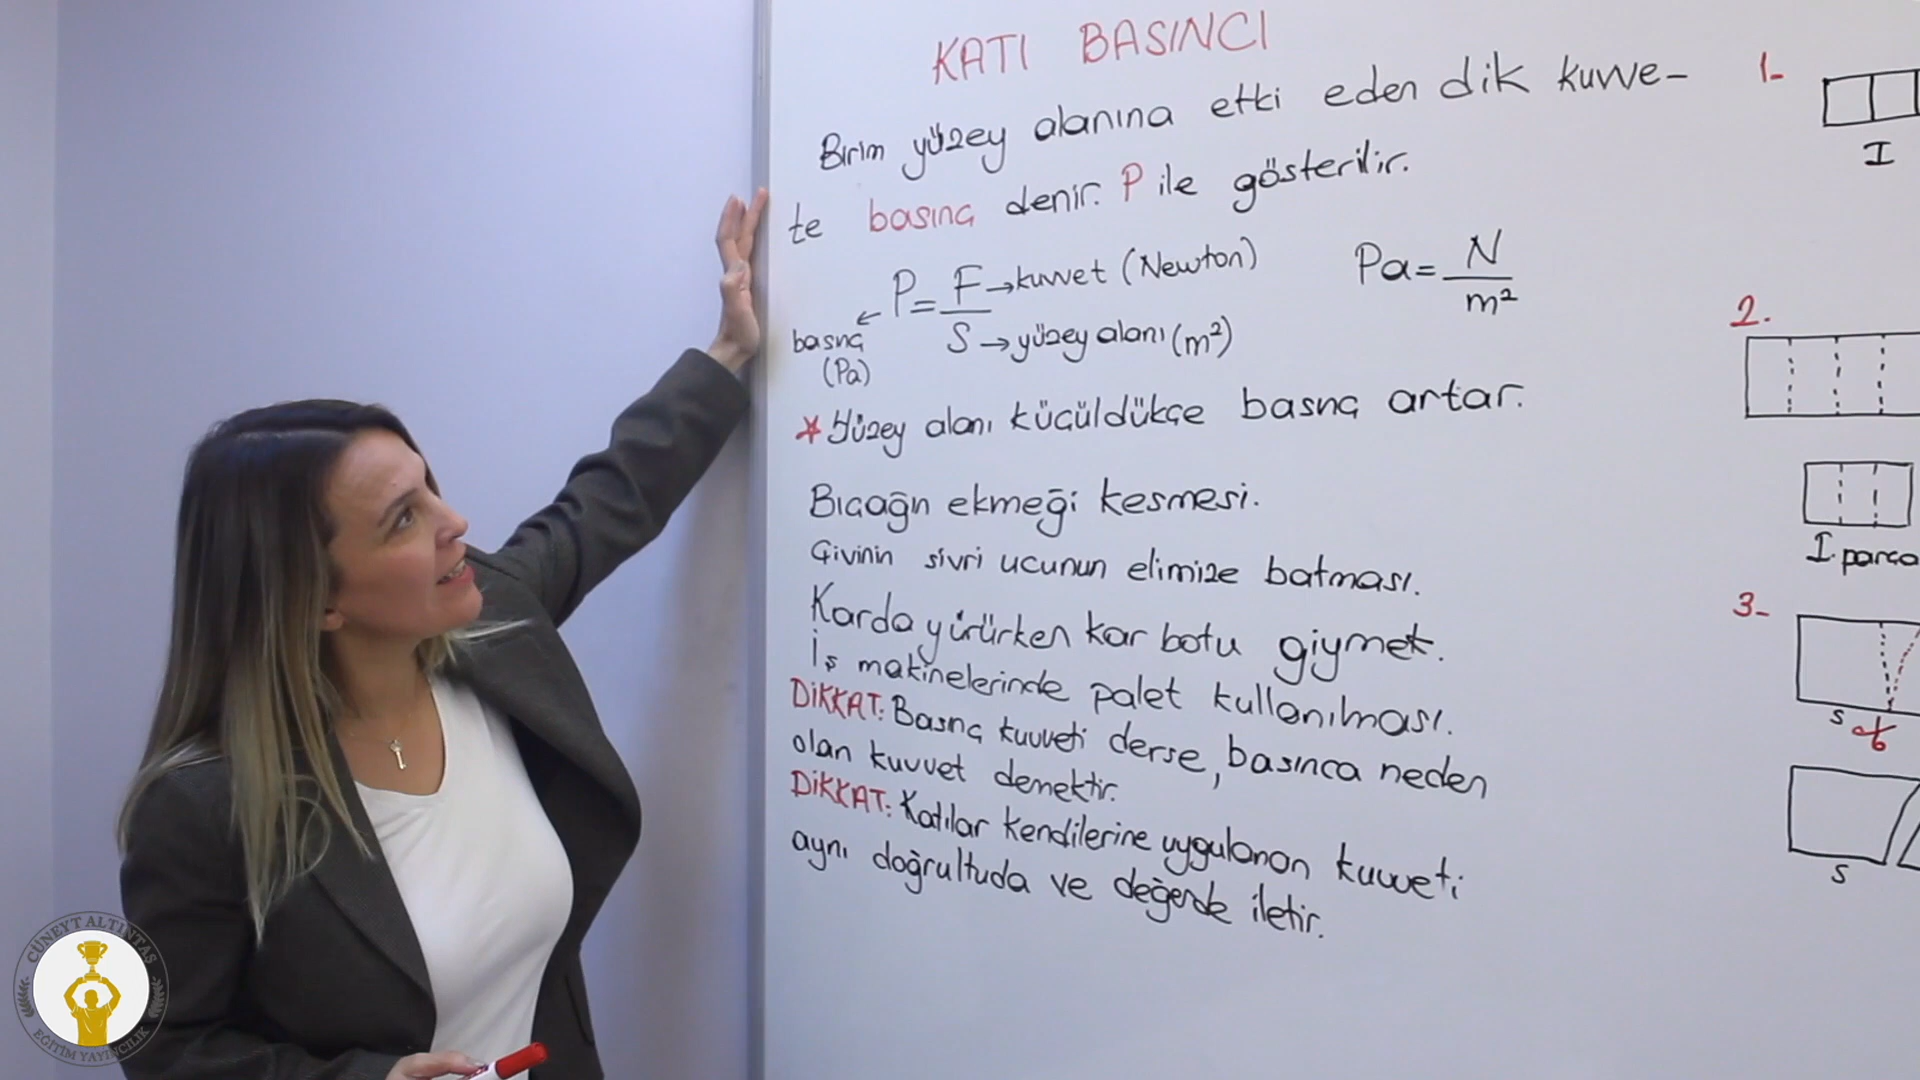 KATI BASINCI
Birim yüzey alanına etki eden dik kuvve-
te basınç denir. P ile gösterilir.
P = F → kuvvet (Newton)
S → yüzey alanı (m²)
basınç
(Pa)
Pa = N
m²
* Yüzey alanı küçüldükçe basınç artar.
Bıçağın ekmeği kesmesi.
Çivinin sivri ucunun elimize batması.
Karda yürürken kar botu giymek.
İş makinelerinde palet kullanılması.
DİKKAT: Basınç kuvveti derse, basınca neden
olan kuvvet demektir.
DİKKAT: Katılar kendilerine uygulanan kuvveti
aynı doğrultuda ve değerde iletir.
1-
I
2.
I. parça
3-
S
S
CÜNEYT ALTINTAŞ
EĞİTİM YAYINCILIK